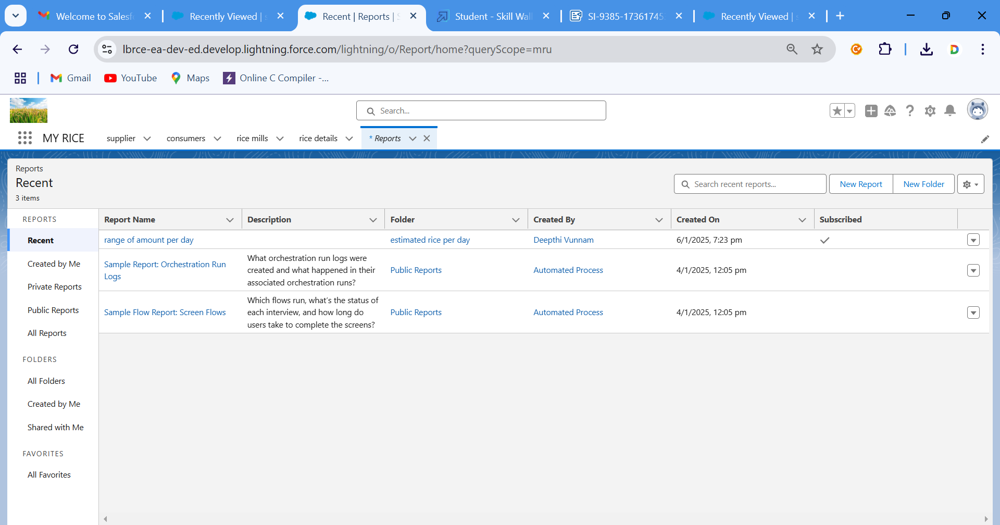 Welcome to Salesf
Recently Viewed |
Recent | Reports |
Student - Skill Wall
SI-9385-17361745
Recently Viewed |
lbrce-ea-dev-ed.develop.lightning.force.com/lightning/o/Report/home?queryScope=mru
D
Gmail
YouTube
Maps
Online C Compiler -...
Search...
MY RICE
supplier
consumers
rice mills
rice details
* Reports
Reports
Recent
3 items
Search recent reports...
New Report
New Folder
REPORTS
Recent
Created by Me
Private Reports
Public Reports
All Reports
FOLDERS
All Folders
Created by Me
Shared with Me
FAVORITES
All Favorites
Report Name
Description
Folder
Created By
Created On
Subscribed
range of amount per day
estimated rice per day
Deepthi Vunnam
6/1/2025, 7:23 pm
Sample Report: Orchestration Run
Logs
What orchestration run logs were
created and what happened in their
associated orchestration runs?
Public Reports
Automated Process
4/1/2025, 12:05 pm
Sample Flow Report: Screen Flows
Which flows run, what's the status of
each interview, and how long do
users take to complete the screens?
Public Reports
Automated Process
4/1/2025, 12:05 pm